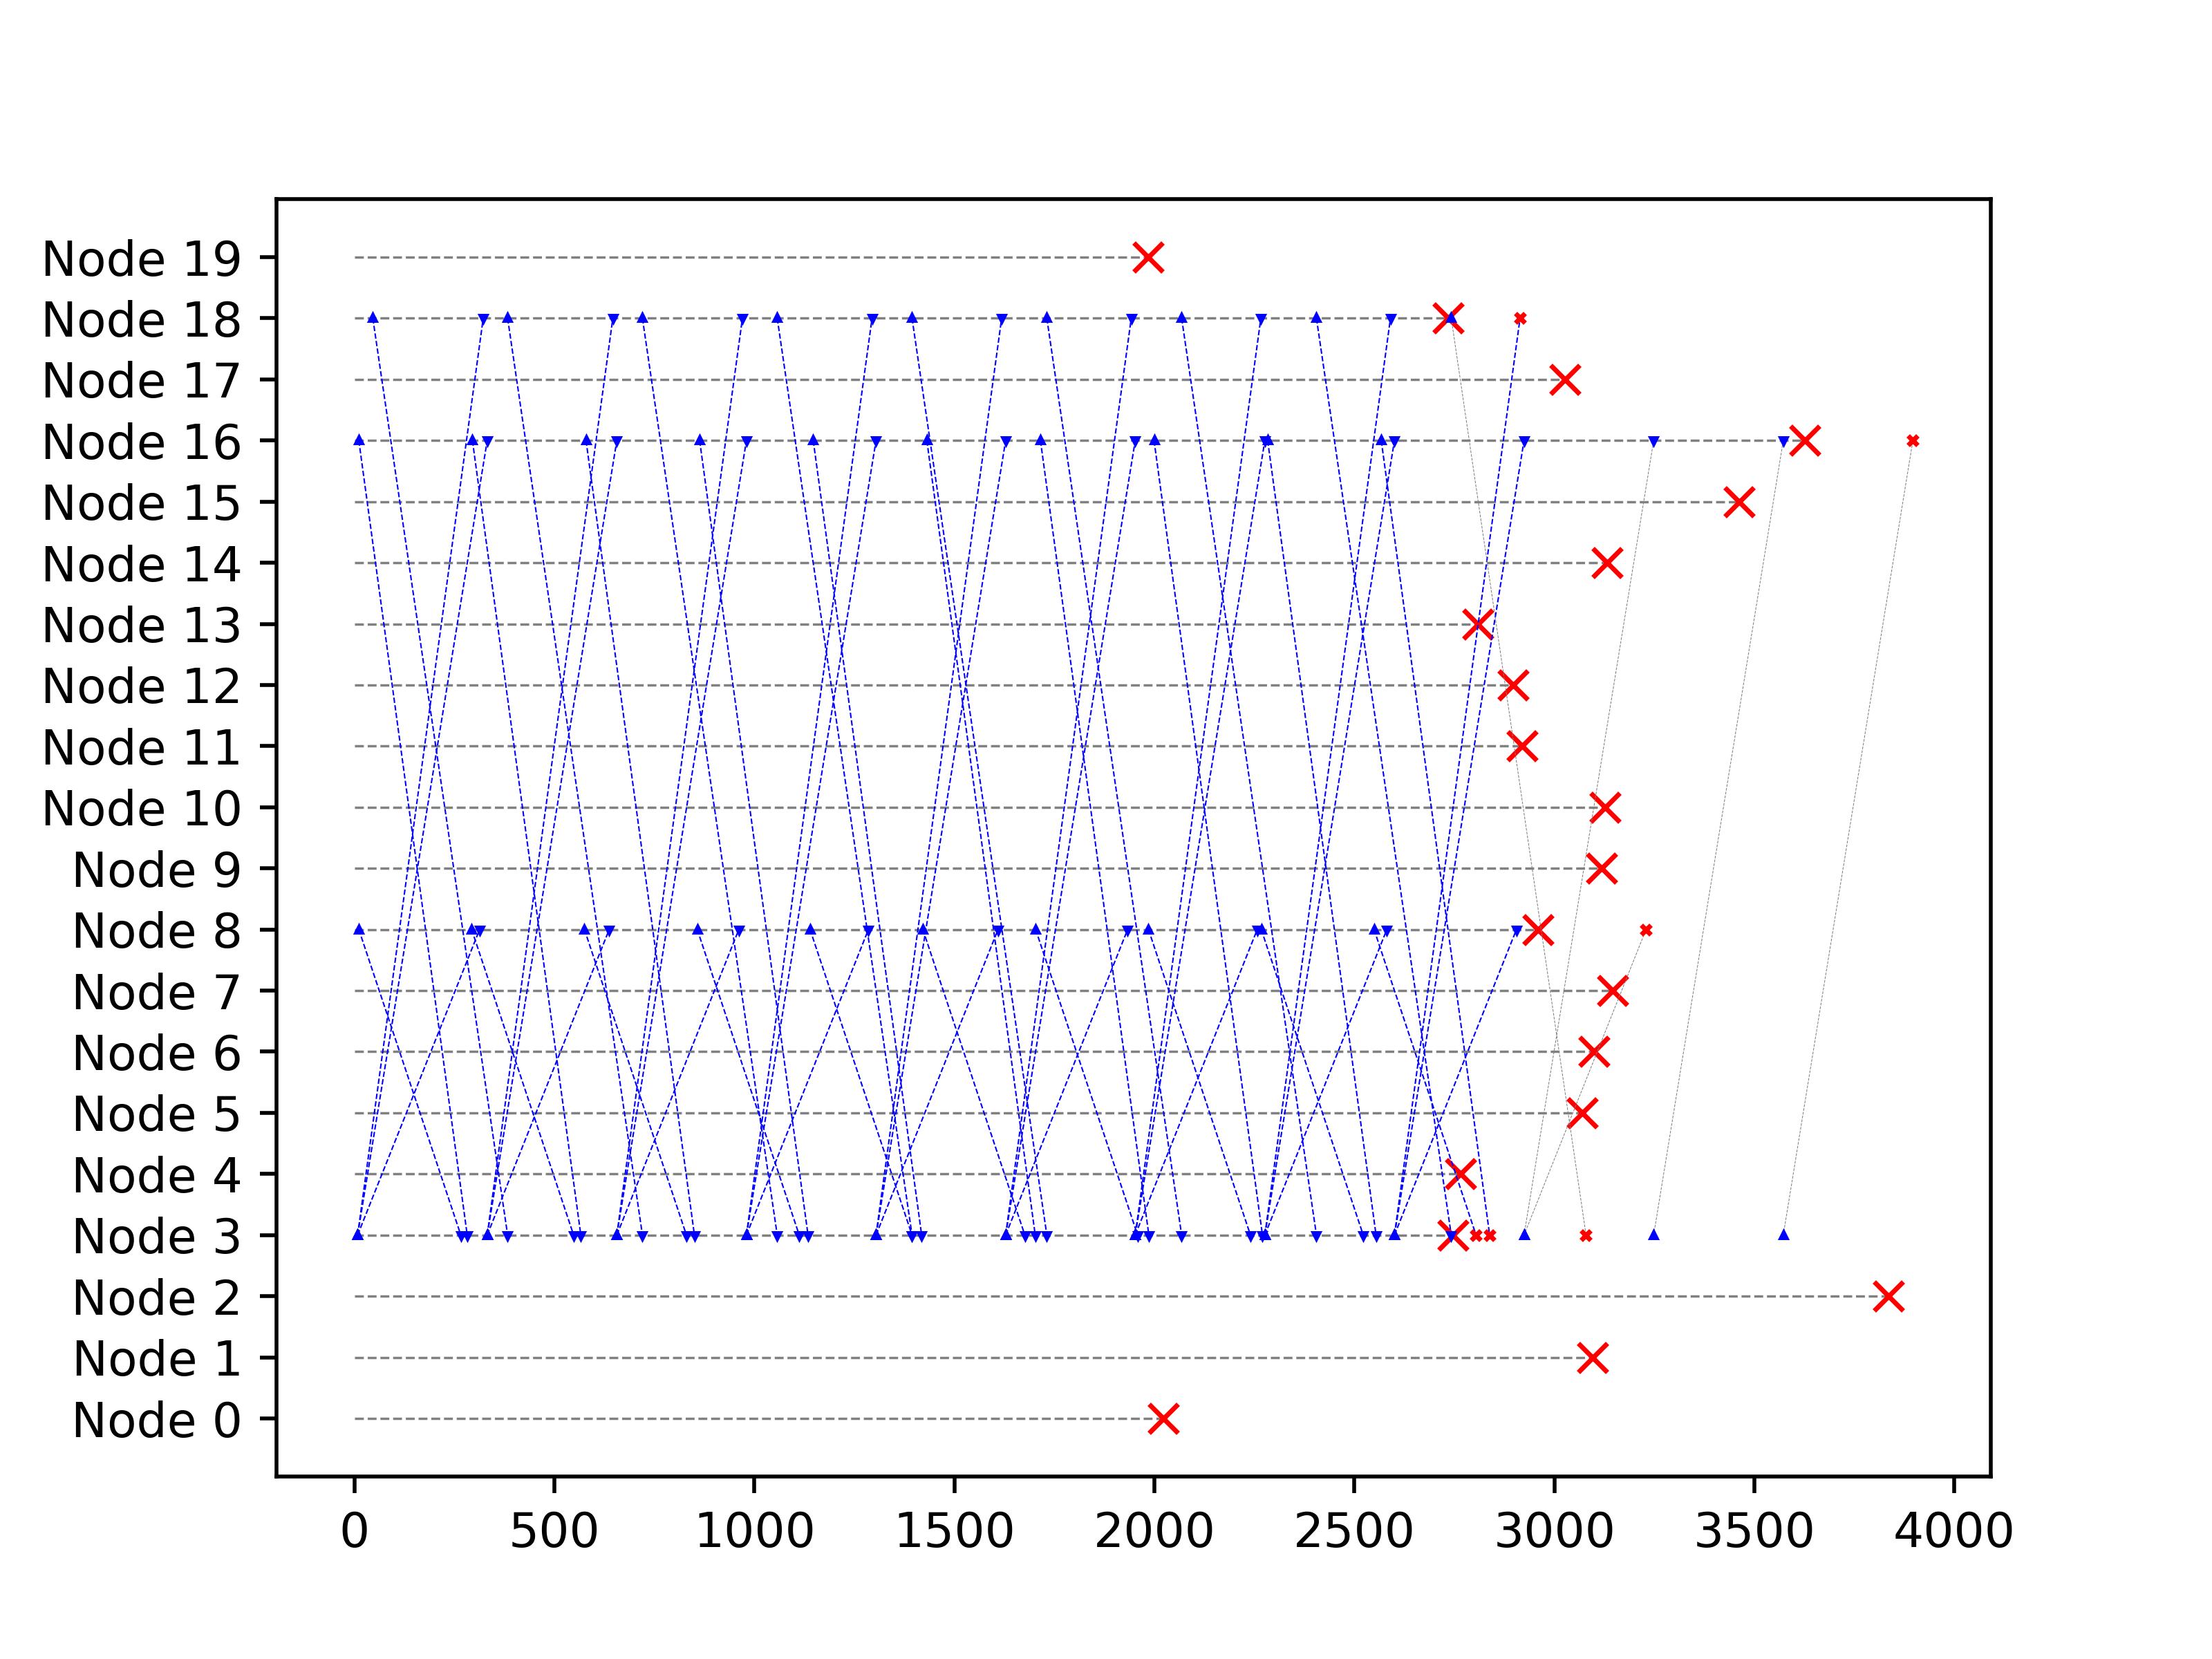 Node 19
Node 18
Node 17
Node 16
Node 15
Node 14
Node 13
Node 12
Node 11
Node 10
Node 9
Node 8
Node 7
Node 6
Node 5
Node 4
Node 3
Node 2
Node 1
Node 0
0 500 1000 1500 2000 2500 3000 3500 4000